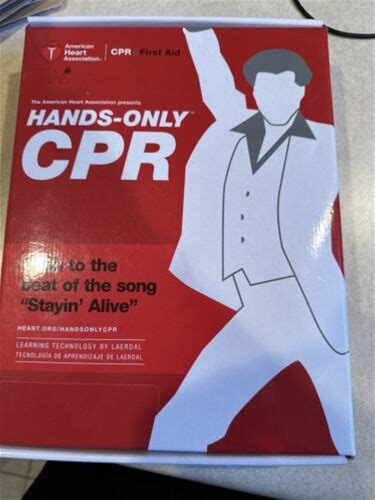 American
Heart
Association.
CPR & First Aid
The American Heart Association presents
HANDS-ONLY™
CPR
to the
beat of the song
"Stayin' Alive"
HEART.ORG/HANDSONLYCPR
LEARNING TECHNOLOGY BY LAERDAL
TECNOLOGÍA DE APRENDIZAJE DE LAERDAL